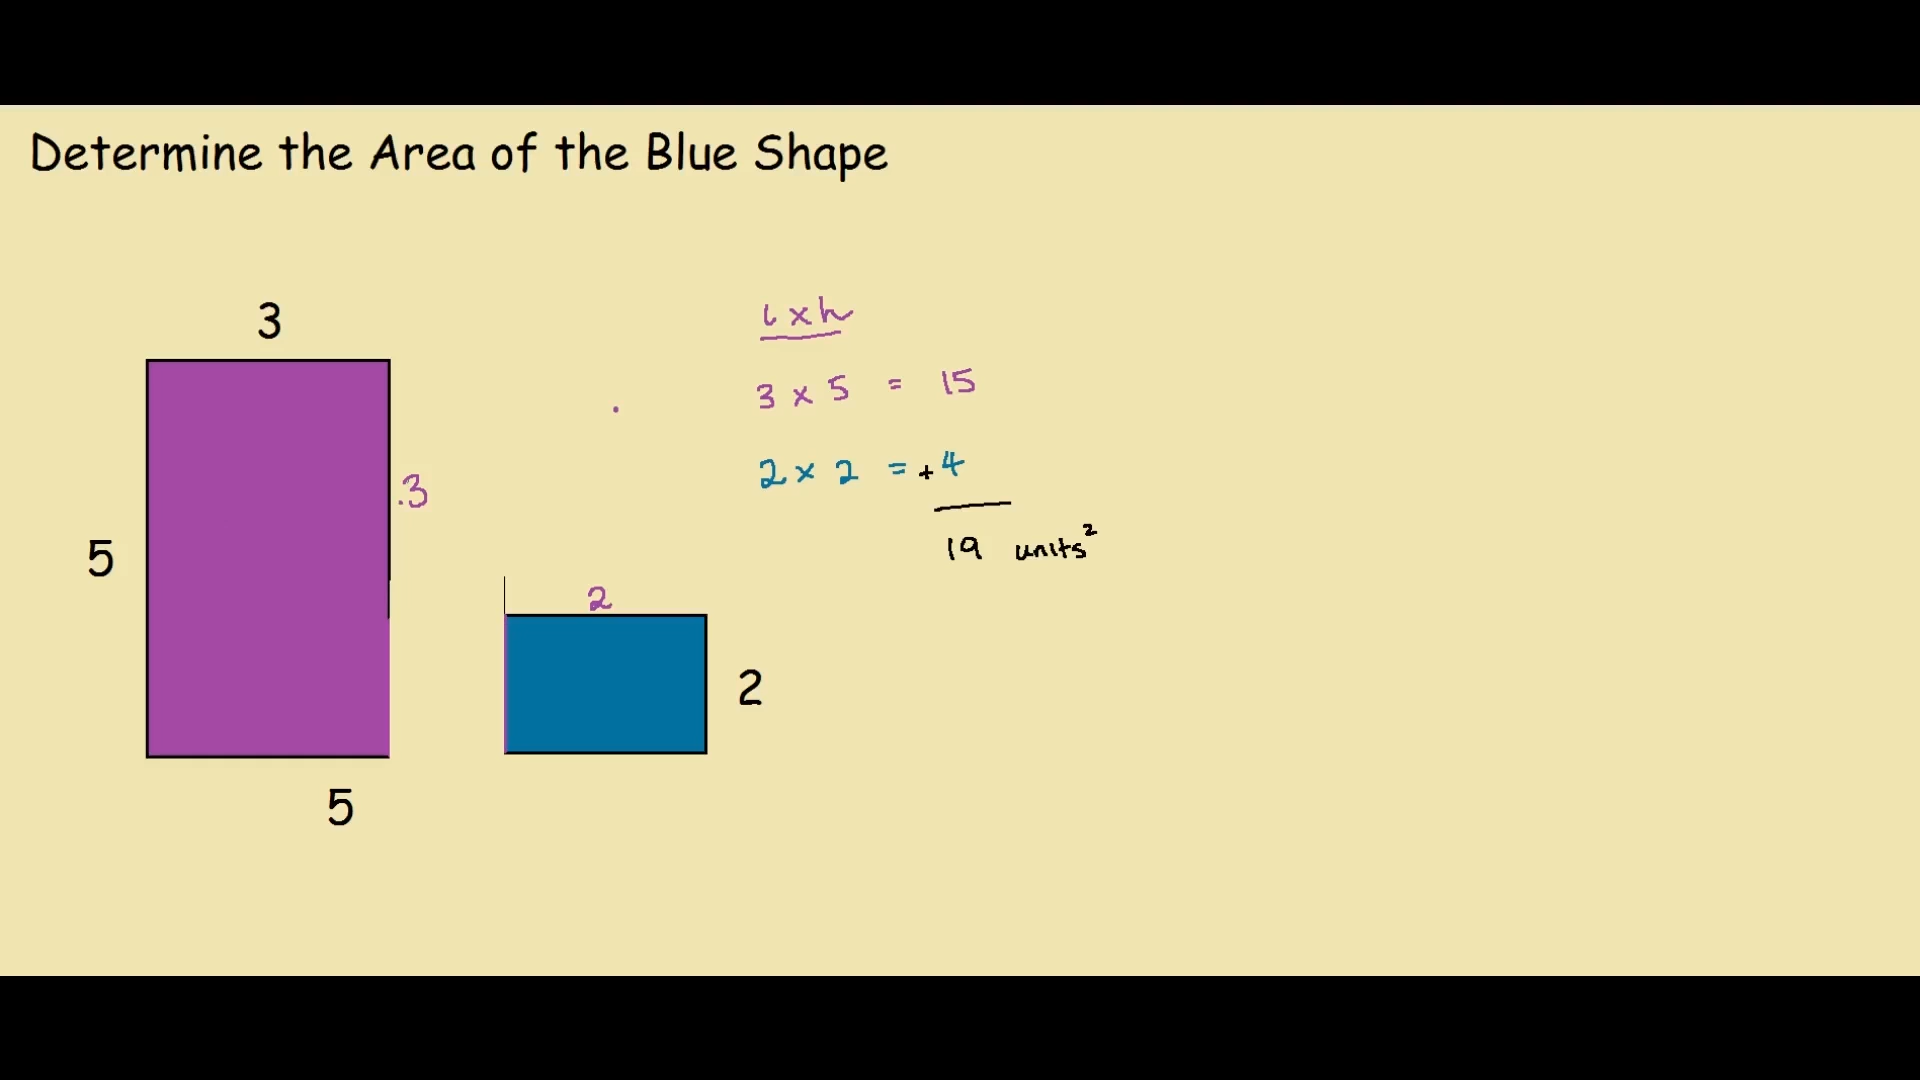 Determine the Area of the Blue Shape
3
l x h
3 x 5 = 15
.3
2 x 2 = + 4
5
19 units²
2
2
5